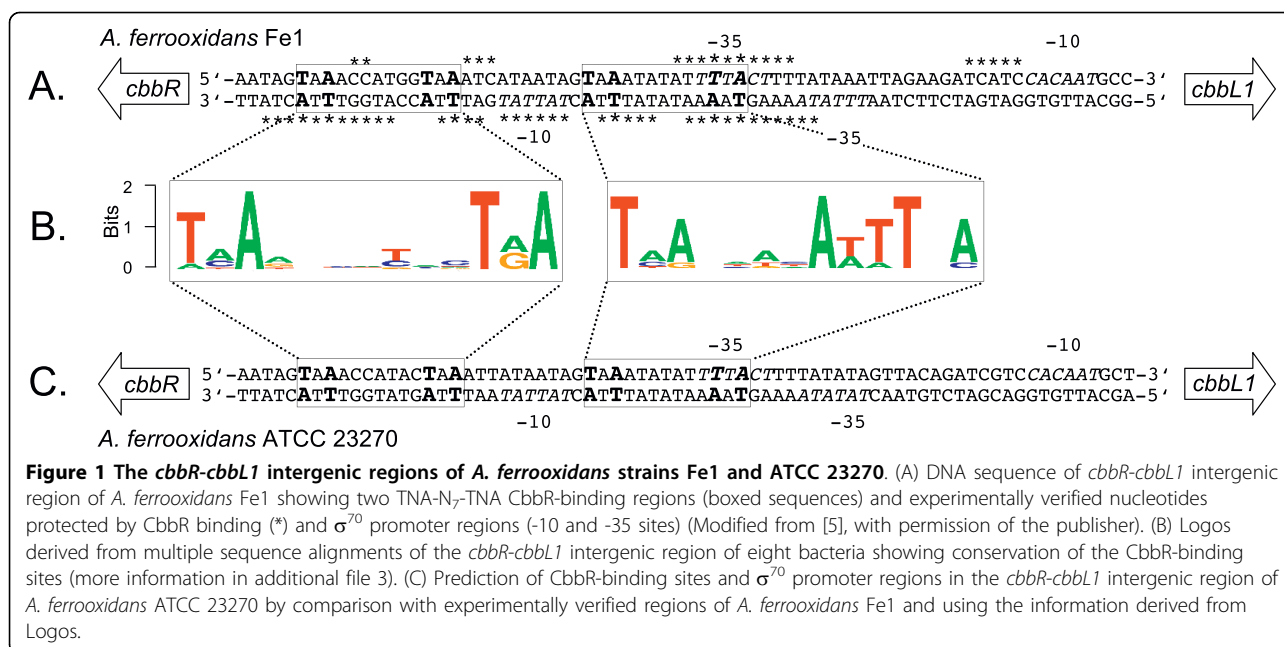 A. ferrooxidans Fe1
-35
-10
** *** ********* *****
A.
cbbR
5'-AATAGTAAACCATGGTAAATCATAATAGTAAATATATTTTACTTTTATAAATTAGAAGATCATCCACAATGCC-3'
cbbL1
3'-TTATCATTTGGTACCATTTAGTATTATCATTTATATAAAATGAAAATATTTAATCTTCTAGTAGGTGTTACGG-5'
-10
-35
B.
Bits
2
1
0
-35
-10
C.
cbbR
5'-AATAGTAAACCATACTAAATTATAATAGTAAATATATTTTACTTTTATATAGTTACAGATCGTCCACAATGCT-3'
cbbL1
3'-TTATCATTTGGTATGATTTAATATTATCATTTATATAAAATGAAAATATATCAATGTCTAGCAGGTGTTACGA-5'
-10
-35
A. ferrooxidans ATCC 23270
Figure 1 The cbbR-cbbL1 intergenic regions of A. ferrooxidans strains Fe1 and ATCC 23270. (A) DNA sequence of cbbR-cbbL1 intergenic
region of A. ferrooxidans Fe1 showing two TNA-N₇-TNA CbbR-binding regions (boxed sequences) and experimentally verified nucleotides
protected by CbbR binding (*) and σ⁷⁰ promoter regions (-10 and -35 sites) (Modified from [5], with permission of the publisher). (B) Logos
derived from multiple sequence alignments of the cbbR-cbbL1 intergenic region of eight bacteria showing conservation of the CbbR-binding
sites (more information in additional file 3). (C) Prediction of CbbR-binding sites and σ⁷⁰ promoter regions in the cbbR-cbbL1 intergenic region of
A. ferrooxidans ATCC 23270 by comparison with experimentally verified regions of A. ferrooxidans Fe1 and using the information derived from
Logos.